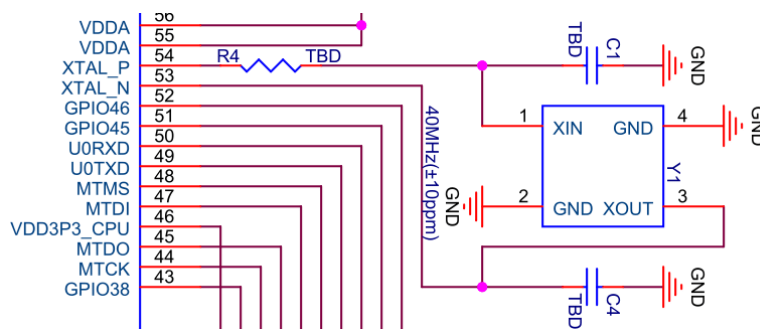 56
VDDA
55
VDDA
54
XTAL_P
R4
TBD
53
XTAL_N
52
GPIO46
51
GPIO45
50
U0RXD
49
U0TXD
48
MTMS
47
MTDI
46
VDD3P3_CPU
45
MTDO
44
MTCK
43
GPIO38
40MHz(±10ppm)
TBD
C1
GND
1
XIN
GND
4
GND
Y1
GND
2
GND
XOUT
3
TBD
C4
GND